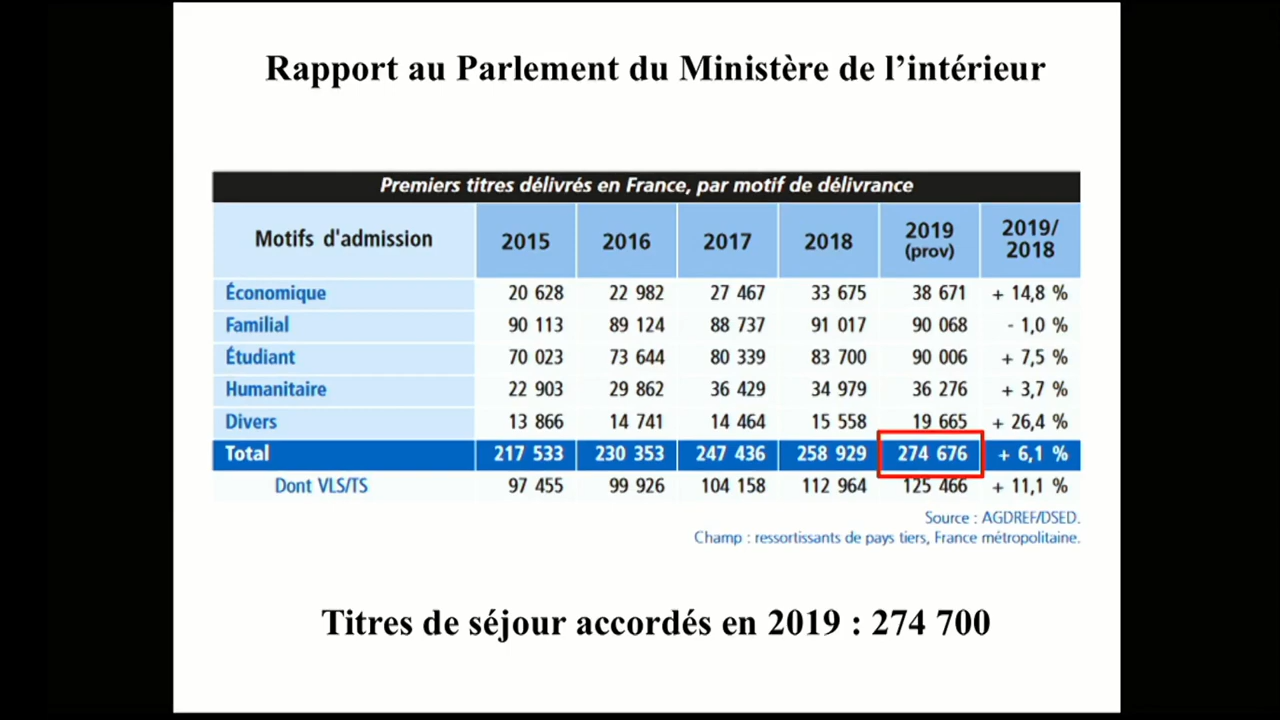 Rapport au Parlement du Ministère de l’intérieur
Premiers titres délivrés en France, par motif de délivrance
Motifs d'admission 2015 2016 2017 2018 2019 (prov) 2019/ 2018
Économique 20 628 22 982 27 467 33 675 38 671 + 14,8 %
Familial 90 113 89 124 88 737 91 017 90 068 - 1,0 %
Étudiant 70 023 73 644 80 339 83 700 90 006 + 7,5 %
Humanitaire 22 903 29 862 36 429 34 979 36 276 + 3,7 %
Divers 13 866 14 741 14 464 15 558 19 665 + 26,4 %
Total 217 533 230 353 247 436 258 929 274 676 + 6,1 %
Dont VLS/TS 97 455 99 926 104 158 112 964 125 466 + 11,1 %
Source : AGDREF/DSED.
Champ : ressortissants de pays tiers, France métropolitaine.
Titres de séjour accordés en 2019 : 274 700